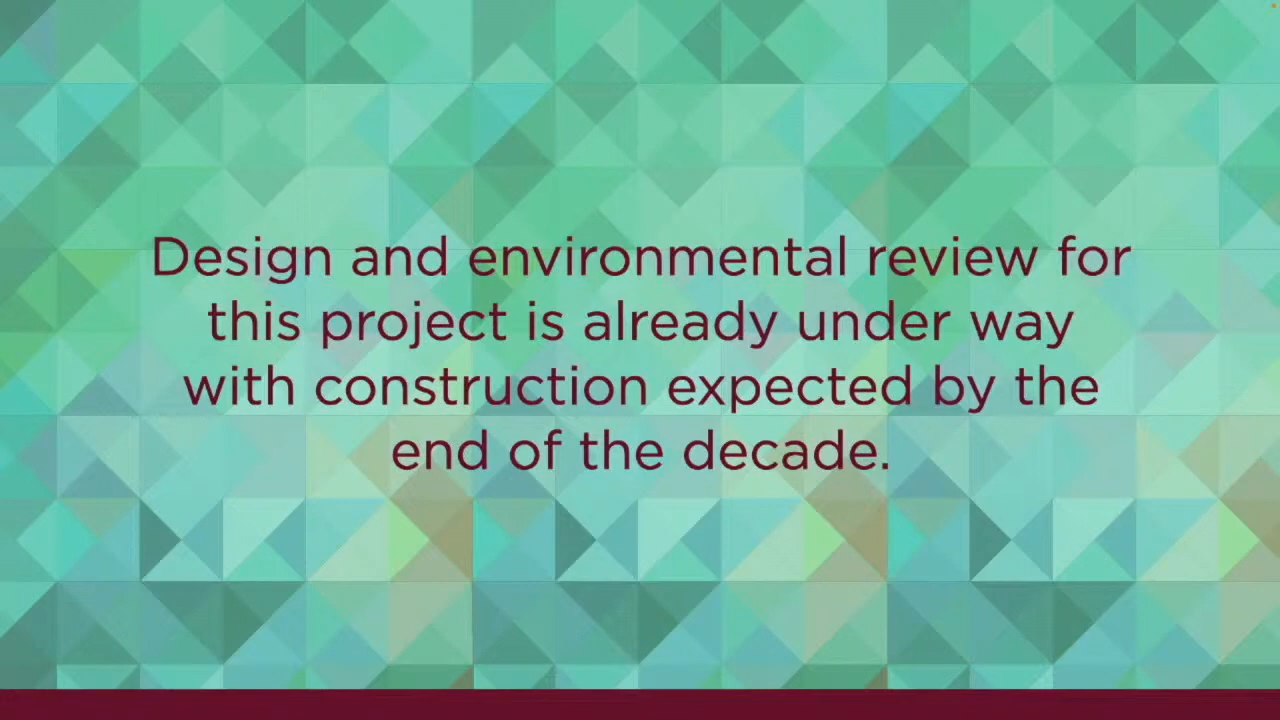 Design and environmental review for
this project is already under way
with construction expected by the
end of the decade.